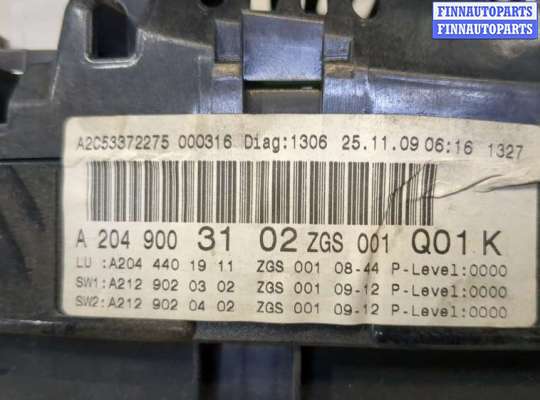 FINNAUTOPARTS
FINNAUTOPARTS
A2C53372275 000316 Diag:1306 25.11.09 06:16 1327
A 204 900 31 02 ZGS 001 Q01 K
LU :A204 440 19 11 ZGS 001 08-44 P-Level:0000
SW1:A212 902 03 02 ZGS 001 09-12 P-Level:0000
SW2:A212 902 04 02 ZGS 001 09-12 P-Level:0000